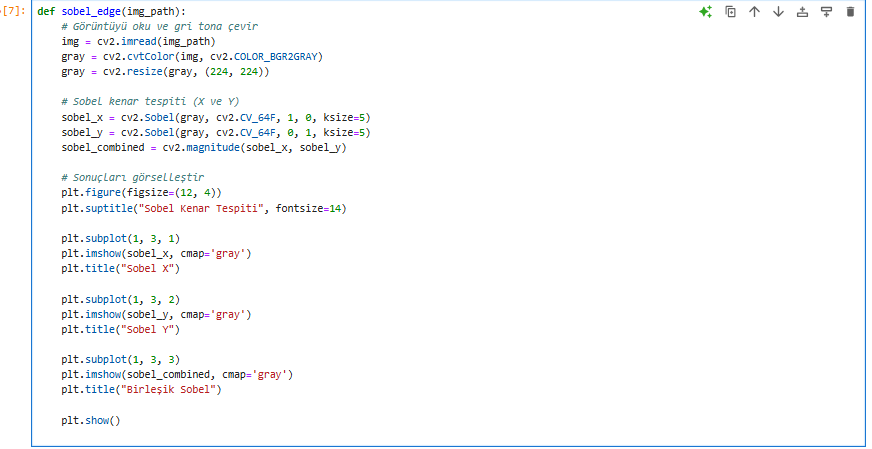 [7]: def sobel_edge(img_path):
    # Görüntüyü oku ve gri tona çevir
    img = cv2.imread(img_path)
    gray = cv2.cvtColor(img, cv2.COLOR_BGR2GRAY)
    gray = cv2.resize(gray, (224, 224))

    # Sobel kenar tespiti (X ve Y)
    sobel_x = cv2.Sobel(gray, cv2.CV_64F, 1, 0, ksize=5)
    sobel_y = cv2.Sobel(gray, cv2.CV_64F, 0, 1, ksize=5)
    sobel_combined = cv2.magnitude(sobel_x, sobel_y)

    # Sonuçları görselleştir
    plt.figure(figsize=(12, 4))
    plt.suptitle("Sobel Kenar Tespiti", fontsize=14)

    plt.subplot(1, 3, 1)
    plt.imshow(sobel_x, cmap='gray')
    plt.title("Sobel X")

    plt.subplot(1, 3, 2)
    plt.imshow(sobel_y, cmap='gray')
    plt.title("Sobel Y")

    plt.subplot(1, 3, 3)
    plt.imshow(sobel_combined, cmap='gray')
    plt.title("Birleşik Sobel")

    plt.show()